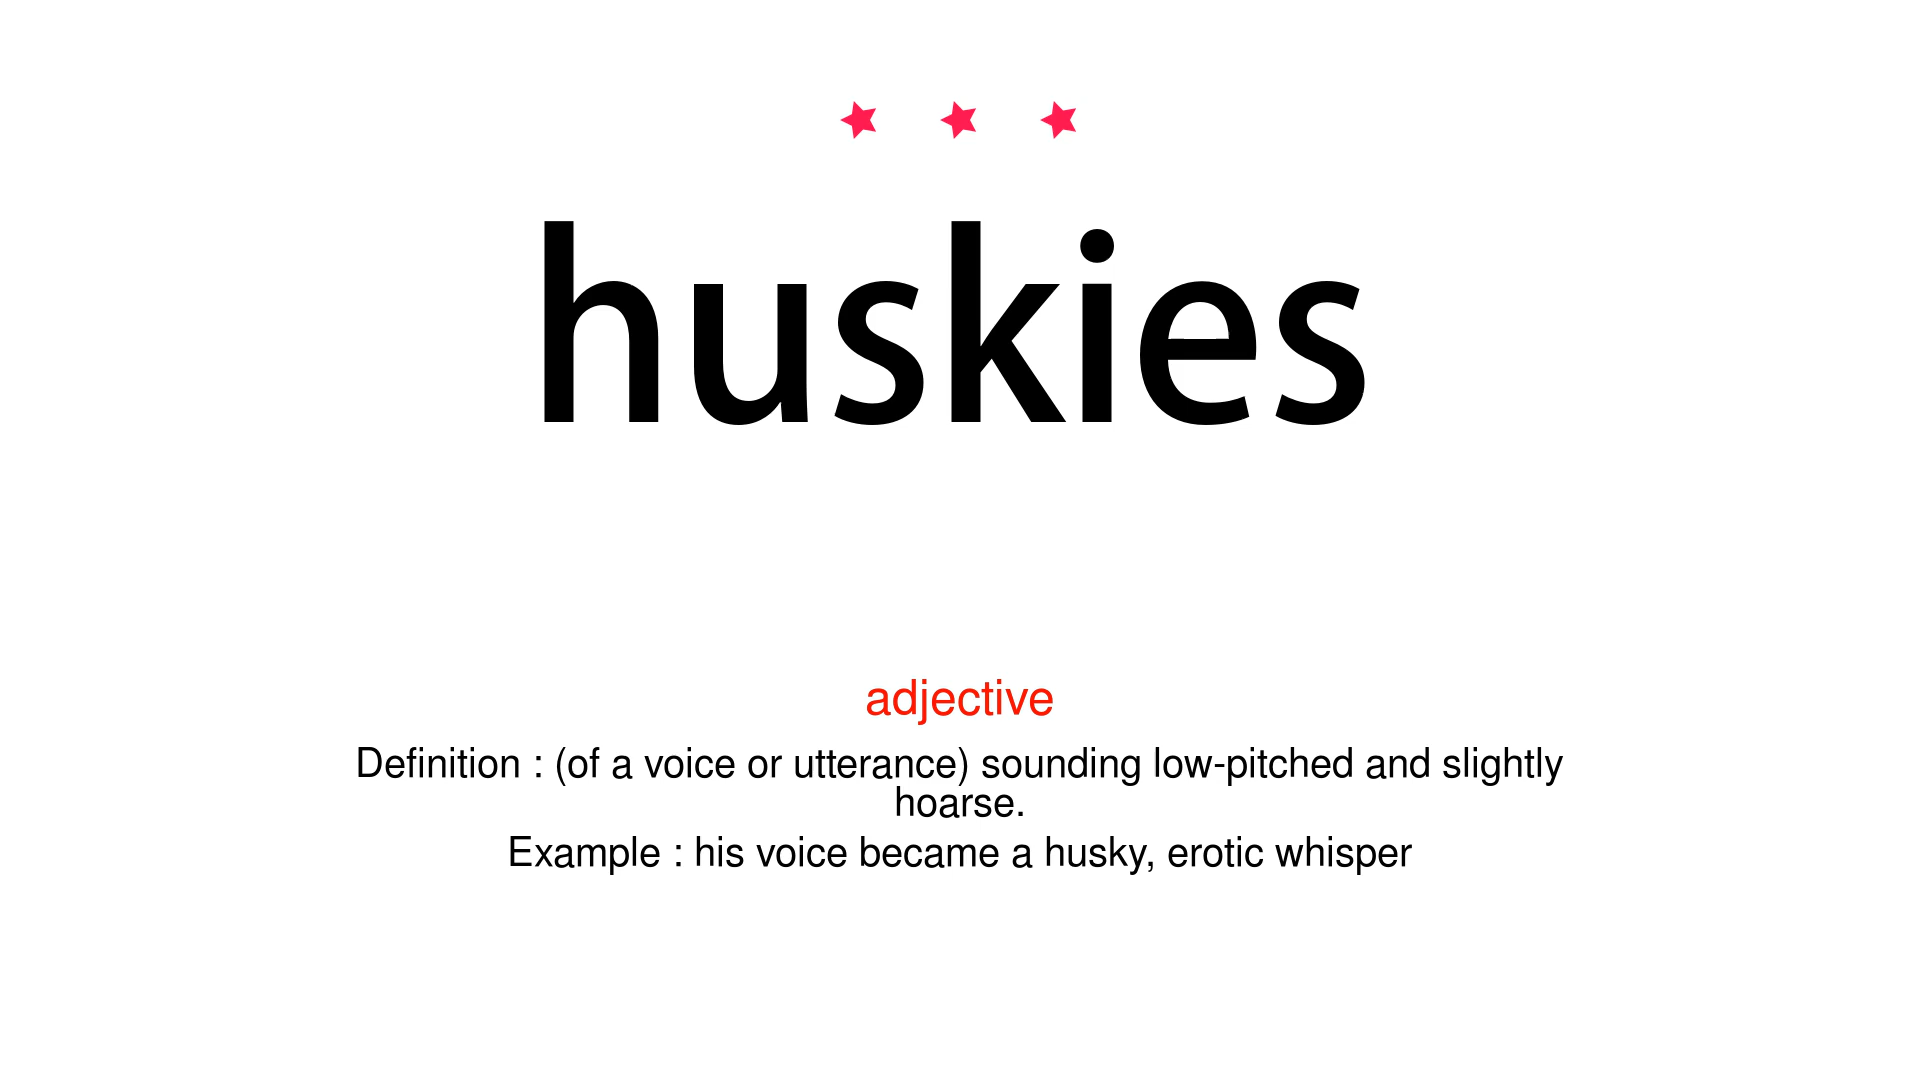 huskies
adjective
Definition : (of a voice or utterance) sounding low-pitched and slightly
hoarse.
Example : his voice became a husky, erotic whisper